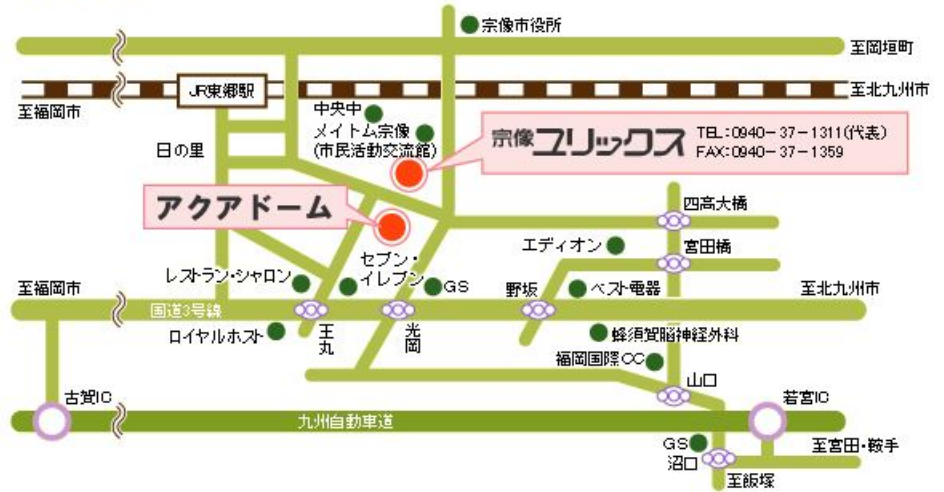 宗像市役所
至岡垣町
JR東郷駅
至福岡市
至北九州市
中央中
メイトム宗像
(市民活動交流館)
宗像ユリックス
TEL:0940-37-1311(代表)
FAX:0940-37-1359
日の里
アクアドーム
四高大橋
エディオン
宮田橋
セブン・
イレブン
レストラン・シャロン
GS
野坂
ベスト電器
至福岡市
至北九州市
国道3号線
ロイヤルホスト
王丸
光岡
蜂須賀脳神経外科
福岡国際CC
山口
古賀IC
若宮IC
九州自動車道
GS
沼口
至宮田・鞍手
至飯塚